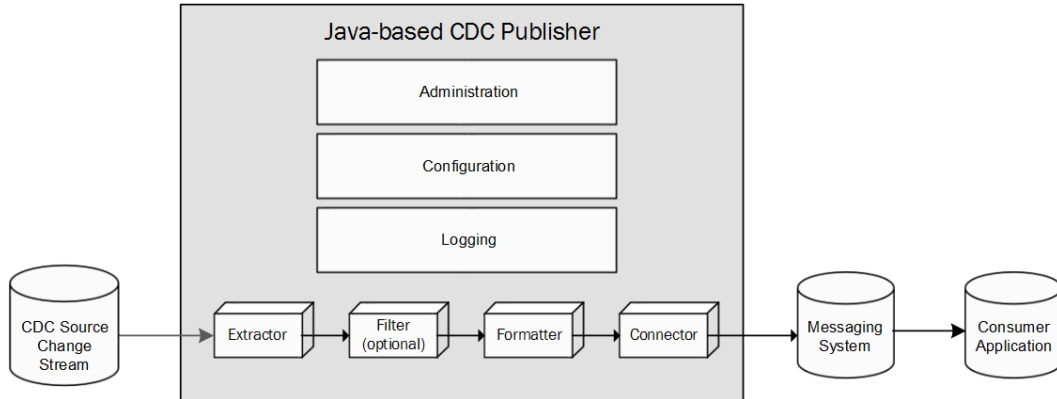 Java-based CDC Publisher
Administration
Configuration
Logging
CDC Source
Change
Stream
Extractor
Filter
(optional)
Formatter
Connector
Messaging
System
Consumer
Application